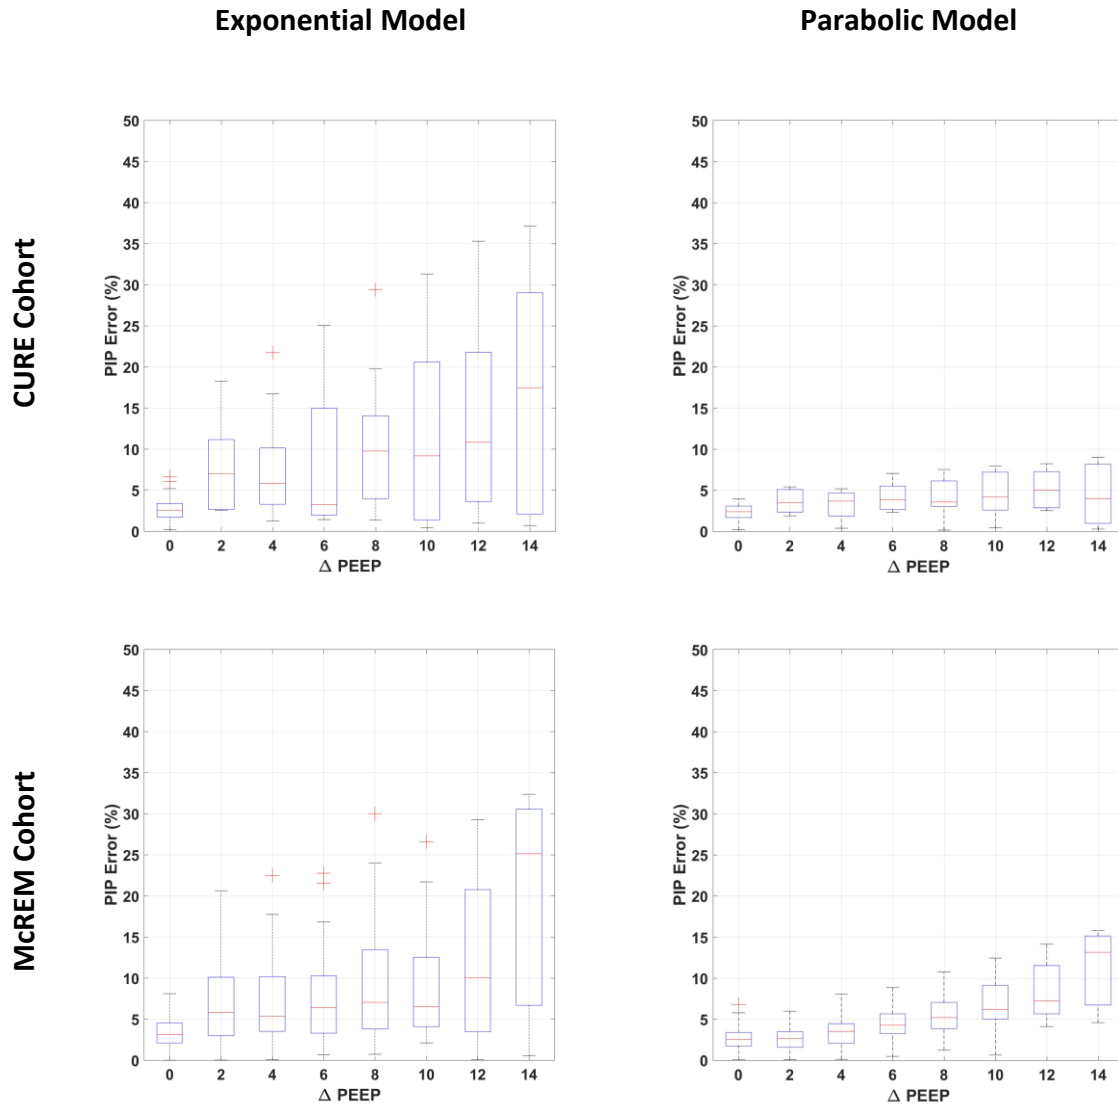 Exponential Model
Parabolic Model
CURE Cohort
PIP Error (%)
50
45
40
35
30
25
20
15
10
5
0
0 2 4 6 8 10 12 14
Δ PEEP
PIP Error (%)
50
45
40
35
30
25
20
15
10
5
0
0 2 4 6 8 10 12 14
Δ PEEP
McREM Cohort
PIP Error (%)
50
45
40
35
30
25
20
15
10
5
0
0 2 4 6 8 10 12 14
Δ PEEP
PIP Error (%)
50
45
40
35
30
25
20
15
10
5
0
0 2 4 6 8 10 12 14
Δ PEEP